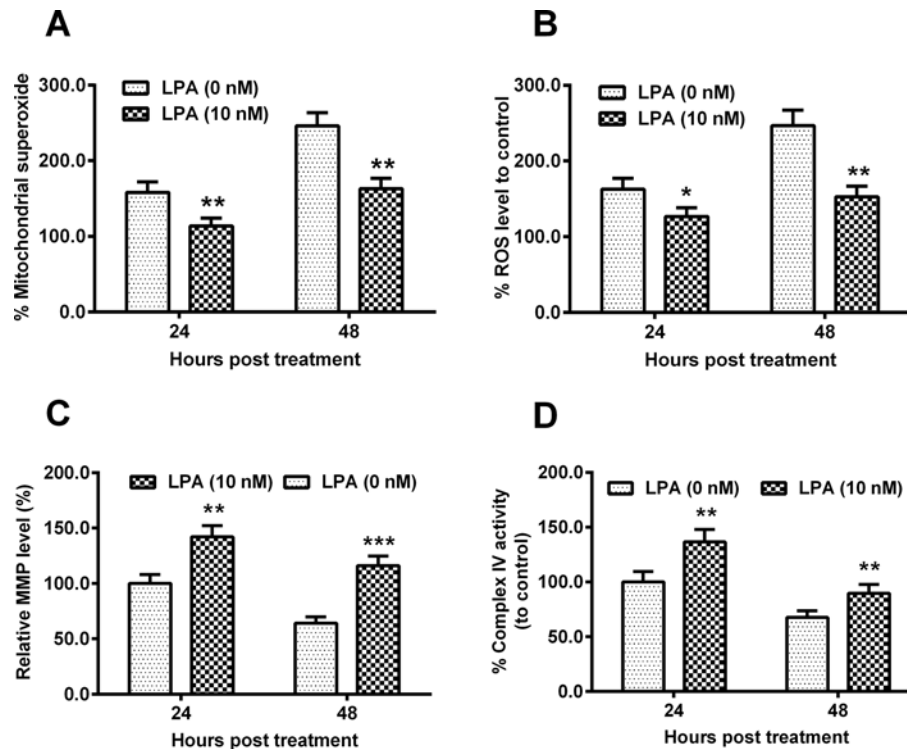 A
% Mitochondrial superoxide
300.0
200.0
100.0
0.0
LPA (0 nM)
LPA (10 nM)
**
**
24
48
Hours post treatment
B
% ROS level to control
300.0
200.0
100.0
0.0
LPA (0 nM)
LPA (10 nM)
*
**
24
48
Hours post treatment
C
Relative MMP level (%)
200.0
150.0
100.0
50.0
0.0
LPA (10 nM)
LPA (0 nM)
**
***
24
48
Hours post treatment
D
% Complex IV activity
(to control)
200.0
150.0
100.0
50.0
0.0
LPA (0 nM)
LPA (10 nM)
**
**
24
48
Hours post treatment